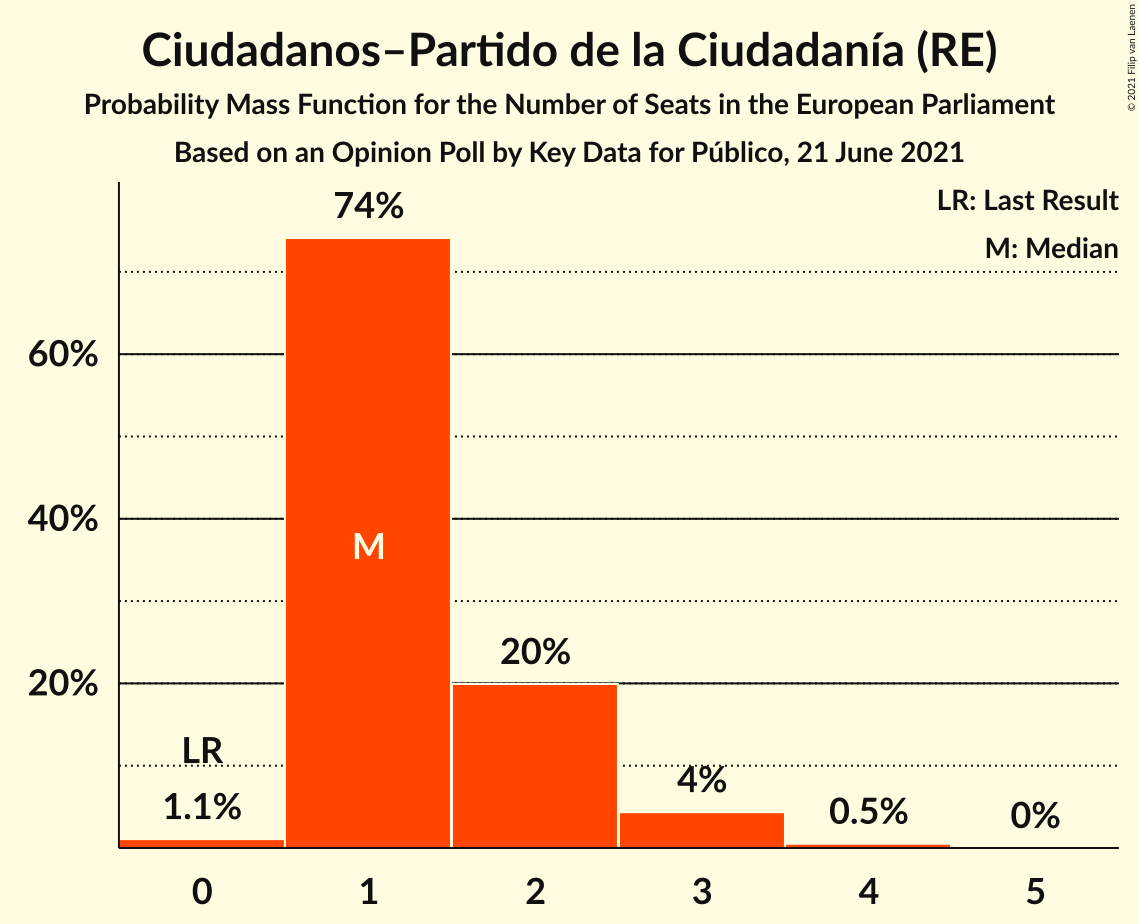 Ciudadanos–Partido de la Ciudadanía (RE)
Probability Mass Function for the Number of Seats in the European Parliament
Based on an Opinion Poll by Key Data for Público, 21 June 2021
© 2021 Filip van Laenen
LR: Last Result
M: Median
74%
60%
40%
M
20%
20%
LR
4%
1.1%
0.5%
0%
0 1 2 3 4 5